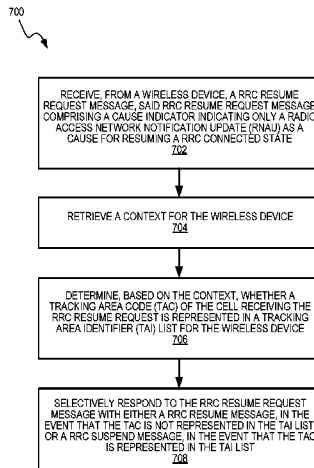 700
RECEIVE, FROM A WIRELESS DEVICE, A RRC RESUME
REQUEST MESSAGE, SAID RRC RESUME REQUEST MESSAGE
COMPRISING A CAUSE INDICATOR INDICATING ONLY A RADIO
ACCESS NETWORK NOTIFICATION UPDATE (RNAU) AS A
CAUSE FOR RESUMING A RRC CONNECTED STATE
702
RETRIEVE A CONTEXT FOR THE WIRELESS DEVICE
704
DETERMINE, BASED ON THE CONTEXT, WHETHER A
TRACKING AREA CODE (TAC) OF THE CELL RECEIVING THE
RRC RESUME REQUEST IS REPRESENTED IN A TRACKING
AREA IDENTIFIER (TAI) LIST FOR THE WIRELESS DEVICE
706
SELECTIVELY RESPOND TO THE RRC RESUME REQUEST
MESSAGE WITH EITHER A RRC RESUME MESSAGE, IN THE
EVENT THAT THE TAC IS NOT REPRESENTED IN THE TAI LIST
OR A RRC SUSPEND MESSAGE, IN THE EVENT THAT THE TAC
IS REPRESENTED IN THE TAI LIST
708